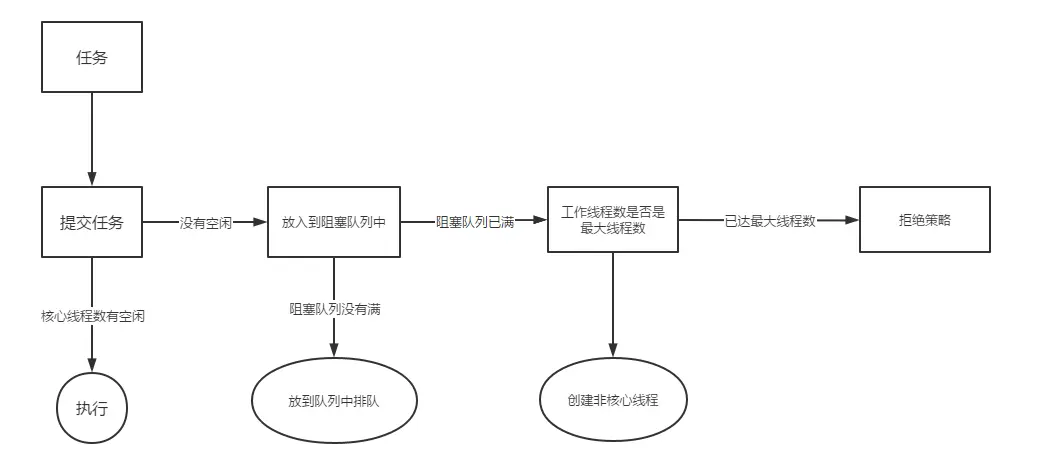 任务
提交任务
没有空闲
放入到阻塞队列中
阻塞队列已满
工作线程数是否是
最大线程数
已达最大线程数
拒绝策略
核心线程数有空闲
阻塞队列没有满
执行
放到队列中排队
创建非核心线程